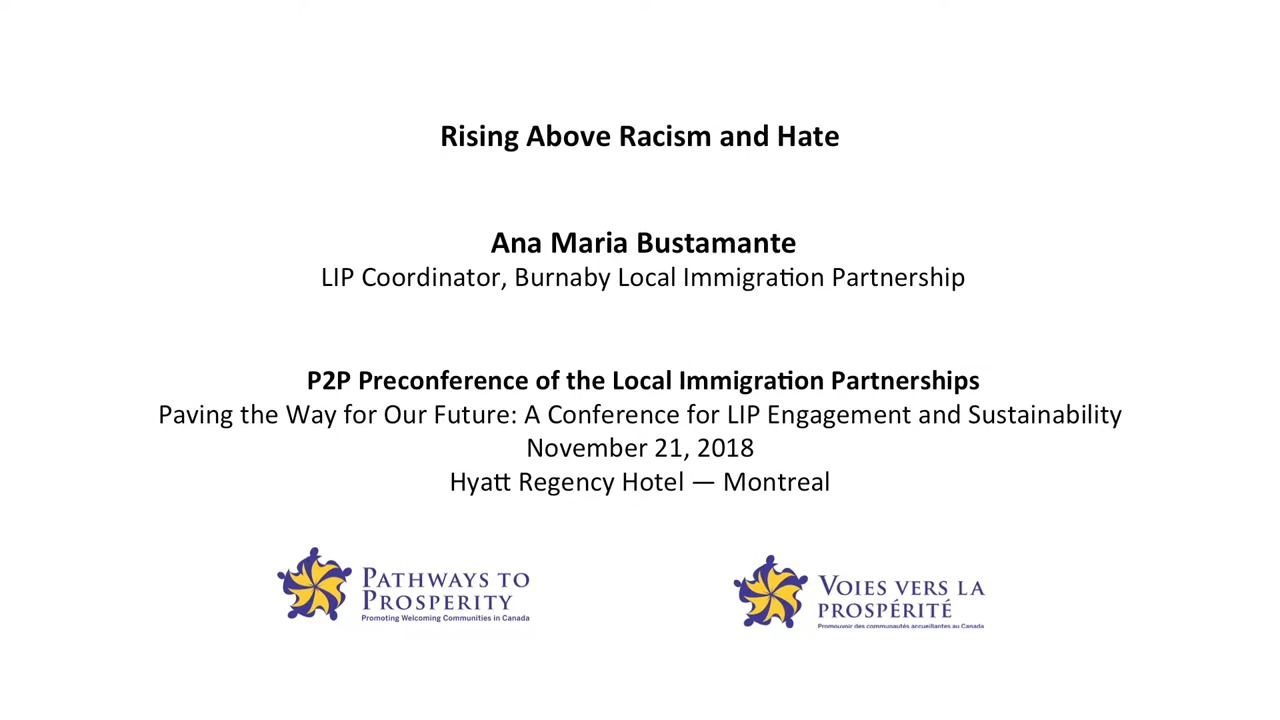 Rising Above Racism and Hate
Ana Maria Bustamante
LIP Coordinator, Burnaby Local Immigration Partnership
P2P Preconference of the Local Immigration Partnerships
Paving the Way for Our Future: A Conference for LIP Engagement and Sustainability
November 21, 2018
Hyatt Regency Hotel — Montreal
PATHWAYS TO
PROSPERITY
Promoting Welcoming Communities in Canada
VOIES VERS LA
PROSPÉRITÉ
Promouvoir des communautés accueillantes au Canada